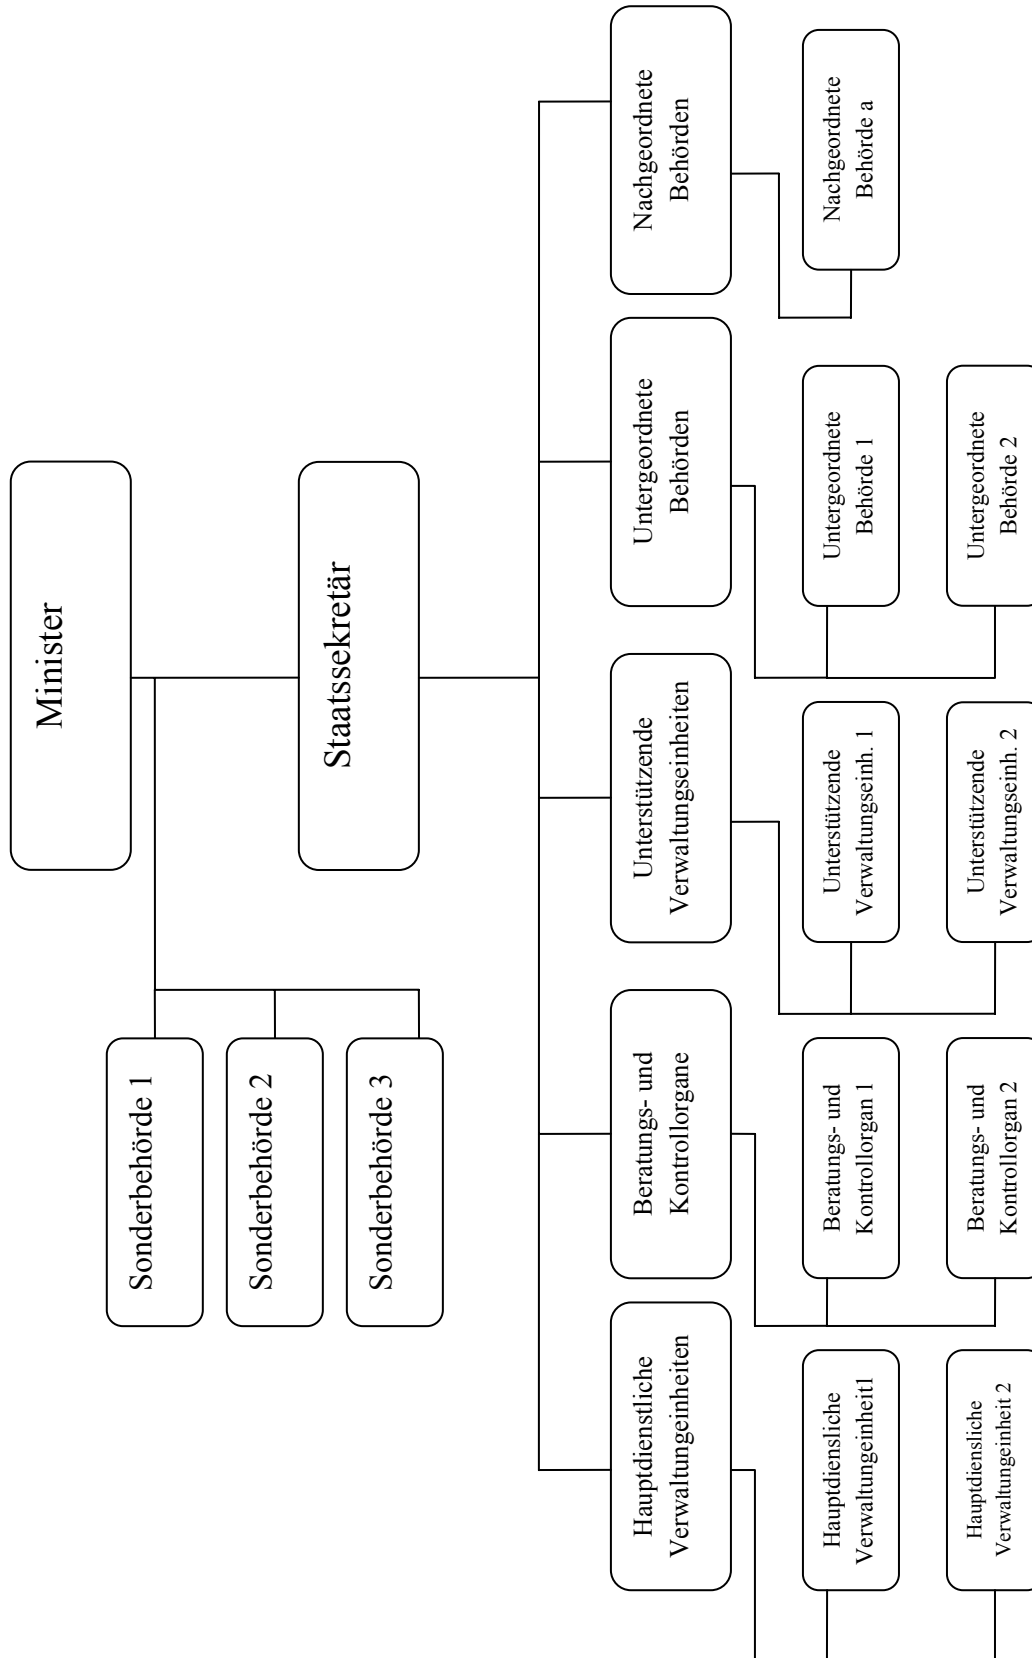 Minister
Sonderbehörde 1
Sonderbehörde 2
Staatssekretär
Sonderbehörde 3
Hauptdienstliche
Verwaltungeinheiten
Beratungs- und
Kontrollorgane
Unterstützende
Verwaltungseinheiten
Untergeordnete
Behörden
Nachgeordnete
Behörden
Hauptdiensliche
Verwaltungeinheit1
Beratungs- und
Kontrollorgan 1
Unterstützende
Verwaltungseinh. 1
Untergeordnete
Behörde 1
Nachgeordnete
Behörde a
Hauptdiensliche
Verwaltungeinheit 2
Beratungs- und
Kontrollorgan 2
Unterstützende
Verwaltungseinh. 2
Untergeordnete
Behörde 2